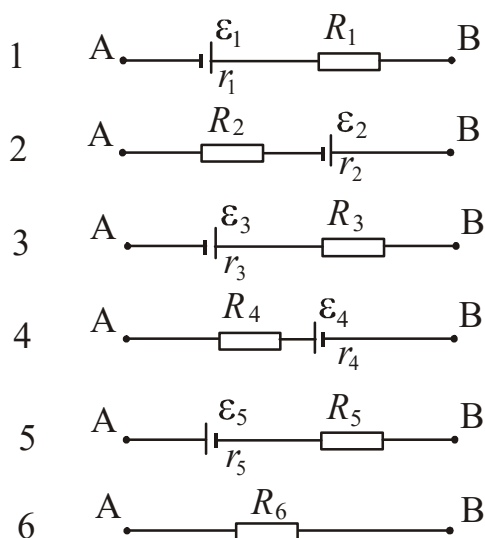 1 A ε₁ r₁ R₁ B
2 A R₂ ε₂ r₂ B
3 A ε₃ r₃ R₃ B
4 A R₄ ε₄ r₄ B
5 A ε₅ r₅ R₅ B
6 A R₆ B